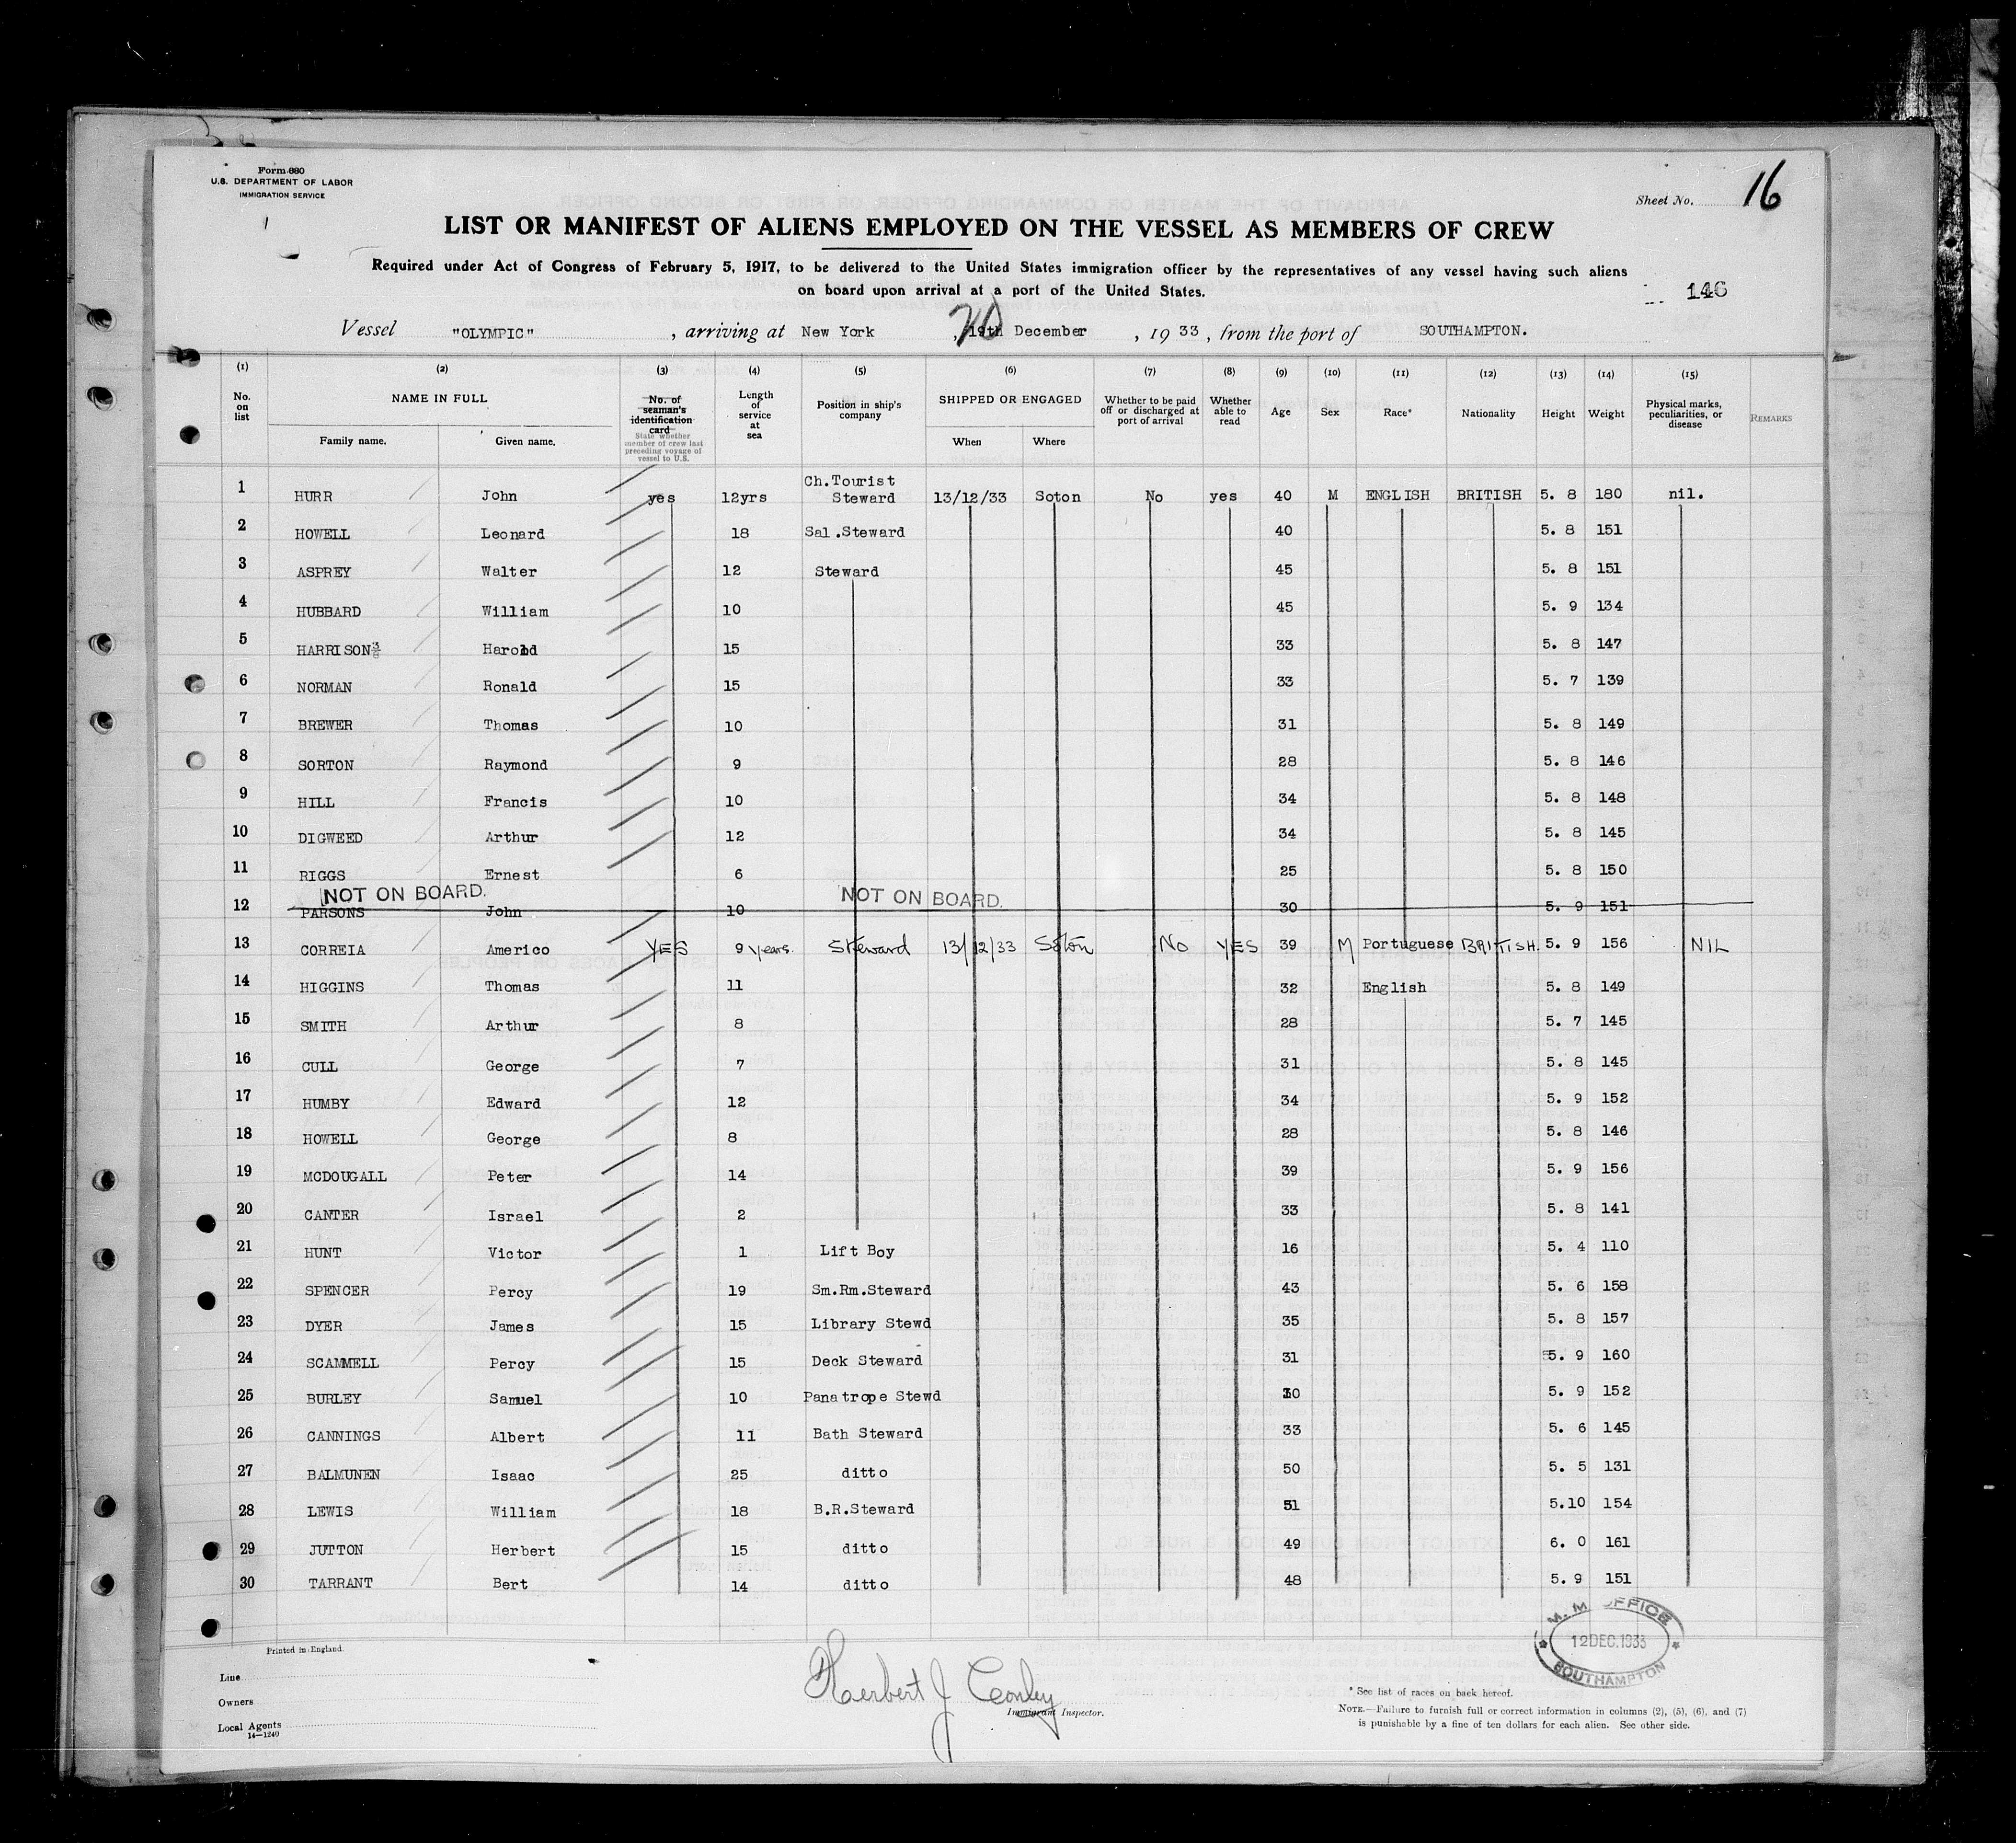 Form 680
U.S. DEPARTMENT OF LABOR
IMMIGRATION SERVICE
Sheet No. 16
LIST OR MANIFEST OF ALIENS EMPLOYED ON THE VESSEL AS MEMBERS OF CREW
Required under Act of Congress of February 5, 1917, to be delivered to the United States immigration officer by the representatives of any vessel having such aliens
on board upon arrival at a port of the United States.
146
Vessel "OLYMPIC", arriving at New York, 20 19th December, 1933, from the port of SOUTHAMPTON.
(1) (2) (3) (4) (5) (6) (7) (8) (9) (10) (11) (12) (13) (14) (15)
No. on list
NAME IN FULL
Family name. Given name.
No. of seaman's identification card
State whether member of crew last preceding voyage of vessel to U.S.
Length of service at sea
Position in ship's company
SHIPPED OR ENGAGED
When Where
Whether to be paid off or discharged at port of arrival
Whether able to read
Age
Sex
Race*
Nationality
Height
Weight
Physical marks, peculiarities, or disease
REMARKS
1 HURR John yes 12yrs Ch.Tourist Steward 13/12/33 Soton No yes 40 M ENGLISH BRITISH 5. 8 180 nil.
2 HOWELL Leonard 18 Sal.Steward 40 5. 8 151
3 ASPREY Walter 12 Steward 45 5. 8 151
4 HUBBARD William 10 45 5. 9 134
5 HARRISON Harold 15 33 5. 8 147
6 NORMAN Ronald 15 33 5. 7 139
7 BREWER Thomas 10 31 5. 8 149
8 SORTON Raymond 9 28 5. 8 146
9 HILL Francis 10 34 5. 8 148
10 DIGWEED Arthur 12 34 5. 8 145
11 RIGGS Ernest 6 25 5. 8 150
NOT ON BOARD. NOT ON BOARD.
12 PARSONS John 10 30 5. 9 151
13 CORREIA Americo YES 9 years. Steward 13/12/33 Soton No YES 39 M Portuguese BRITISH. 5. 9 156 NIL
14 HIGGINS Thomas 11 32 English 5. 8 149
15 SMITH Arthur 8 28 5. 7 145
16 CULL George 7 31 5. 8 145
17 HUMBY Edward 12 34 5. 9 152
18 HOWELL George 8 28 5. 8 146
19 MCDOUGALL Peter 14 39 5. 9 156
20 CANTER Israel 2 33 5. 8 141
21 HUNT Victor 1 Lift Boy 16 5. 4 110
22 SPENCER Percy 19 Sm.Rm.Steward 43 5. 6 158
23 DYER James 15 Library Stewd 35 5. 8 157
24 SCAMMELL Percy 15 Deck Steward 31 5. 9 160
25 BURLEY Samuel 10 Panatrope Stewd 30 5. 9 152
26 CANNINGS Albert 11 Bath Steward 33 5. 6 145
27 BALMUNEN Isaac 25 ditto 50 5. 5 131
28 LEWIS William 18 B.R.Steward 51 5.10 154
29 JUTTON Herbert 15 ditto 49 6. 0 161
30 TARRANT Bert 14 ditto 48 5. 9 151
M. M. OFFICE
12 DEC. 1933
SOUTHAMPTON
Printed in England.
Line
Owners
Local Agents
14—1240
Herbert J Conley
Immigrant Inspector.
* See list of races on back hereof.
NOTE.—Failure to furnish full or correct information in columns (2), (5), (6), and (7)
is punishable by a fine of ten dollars for each alien. See other side.